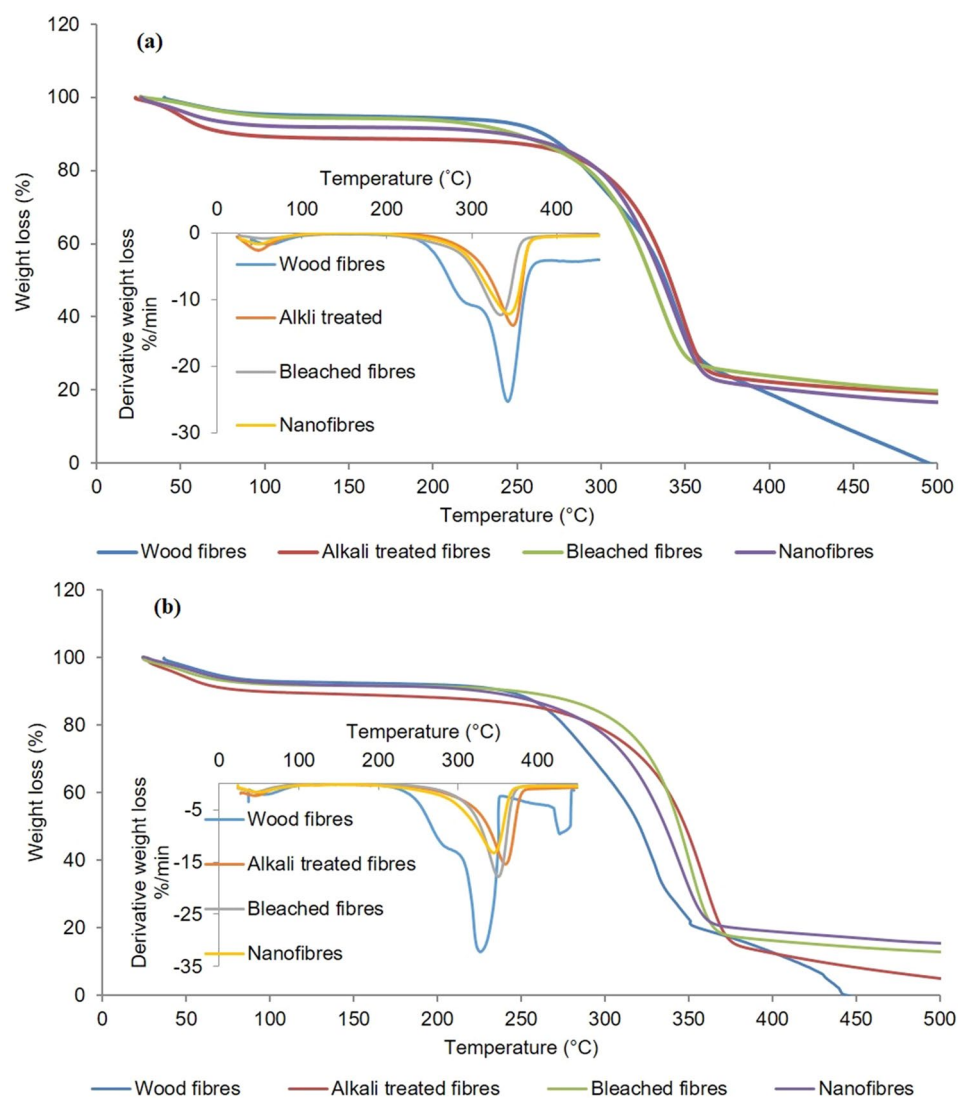 120
(a)
100
Temperature (˚C)
80
0 100 200 300 400
Weight loss (%)
60
0
Wood fibres
Derivative weight loss
%/min
-10
Alkli treated
40
-20
Bleached fibres
20
Nanofibres
-30
0
0 50 100 150 200 250 300 350 400 450 500
Temperature (°C)
Wood fibres Alkali treated fibres Bleached fibres Nanofibres
120
(b)
100
80
Temperature (°C)
0 100 200 300 400
Weight loss (%)
60
-5
Wood fibres
Derivative weight loss
%/min
40
-15
Alkali treated fibres
-25
Bleached fibres
20
Nanofibres
-35
0
0 50 100 150 200 250 300 350 400 450 500
Temperature (°C)
Wood fibres Alkali treated fibres Bleached fibres Nanofibres